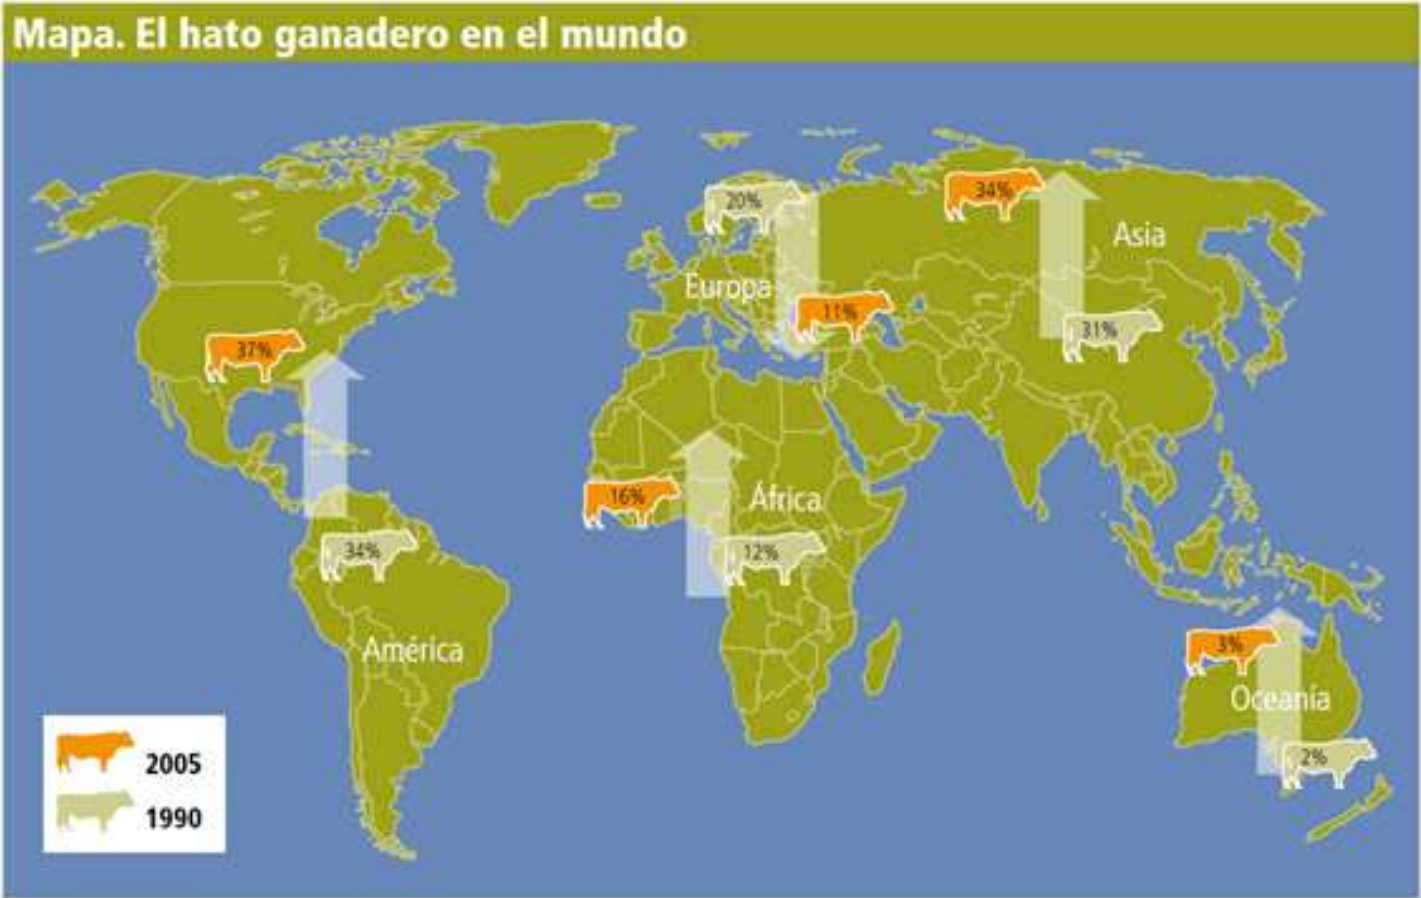 Mapa. El hato ganadero en el mundo
20%
34%
Asia
Europa
11%
31%
37%
16%
África
34%
12%
América
3%
Oceanía
2%
2005
1990